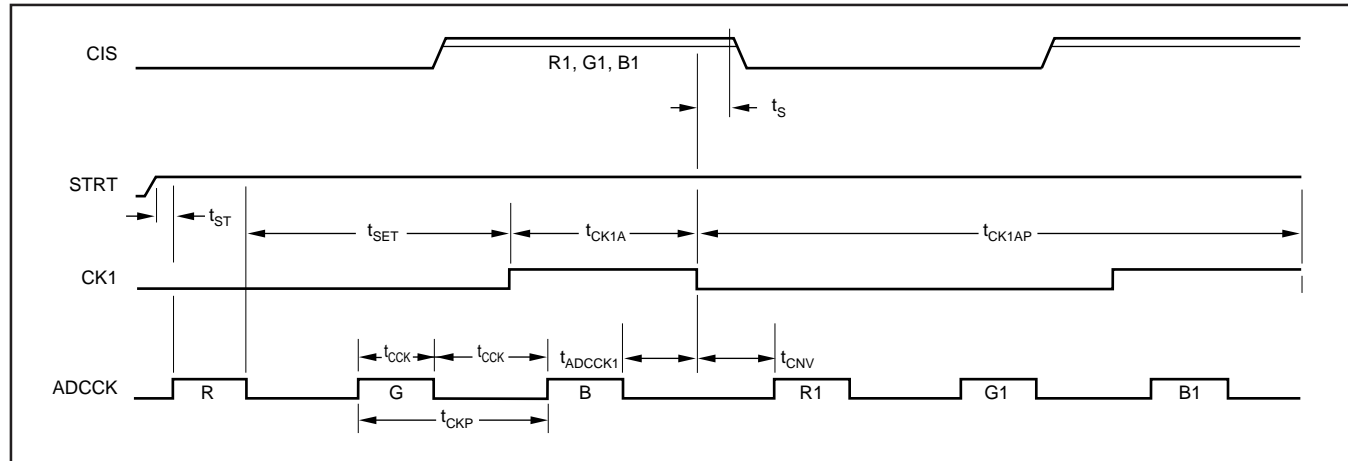 CIS
R1, G1, B1
tS
STRT
tST
tSET
tCK1A
tCK1AP
CK1
tCCK
tCCK
tADCCK1
tCNV
ADCCK
R
G
B
R1
G1
B1
tCKP